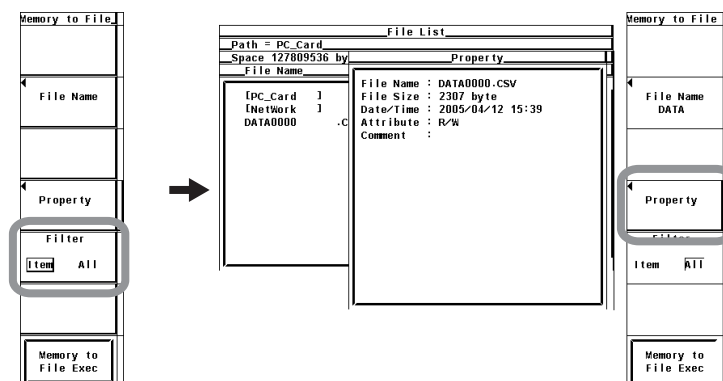 Memory to File
File Name
Property
Filter
Item All
Memory to
File Exec
File List
Path = PC_Card
Space 127809536 by
File Name
[PC_Card ]
[NetWork ]
DATA0000 .C
Property
File Name : DATA0000.CSV
File Size : 2307 byte
Date/Time : 2005/04/12 15:39
Attribute : R/W
Comment :
Memory to File
File Name
DATA
Property
Filter
Item All
Memory to
File Exec